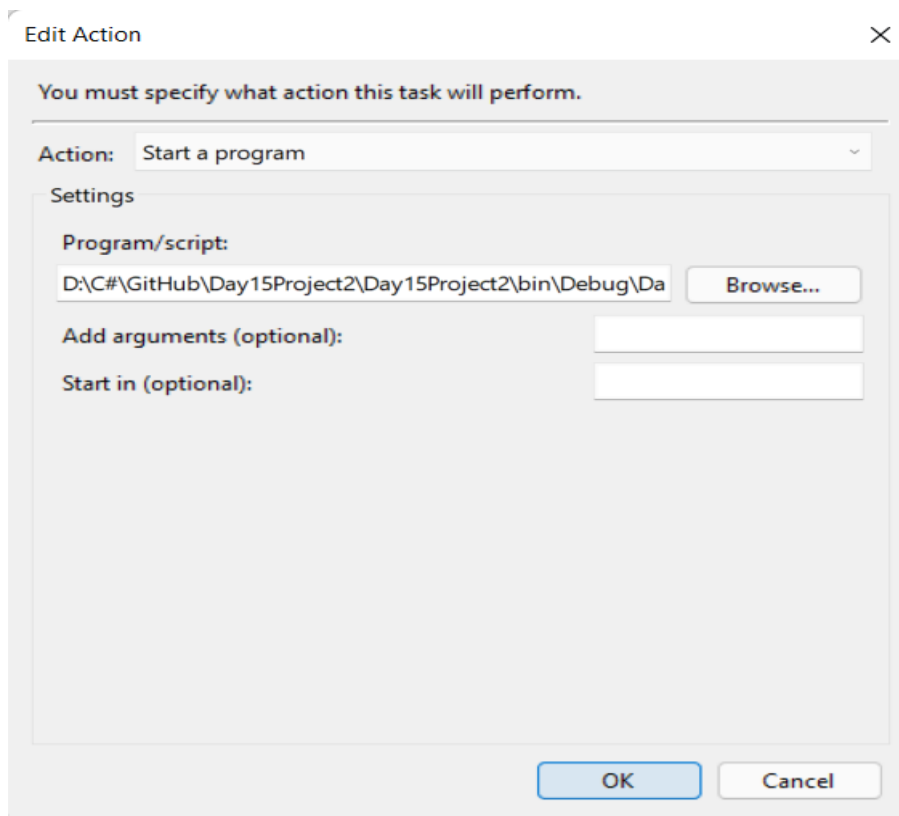 Edit Action
You must specify what action this task will perform.
Action: Start a program
Settings
Program/script:
D:\C#\GitHub\Day15Project2\Day15Project2\bin\Debug\Da Browse...
Add arguments (optional):
Start in (optional):
OK Cancel